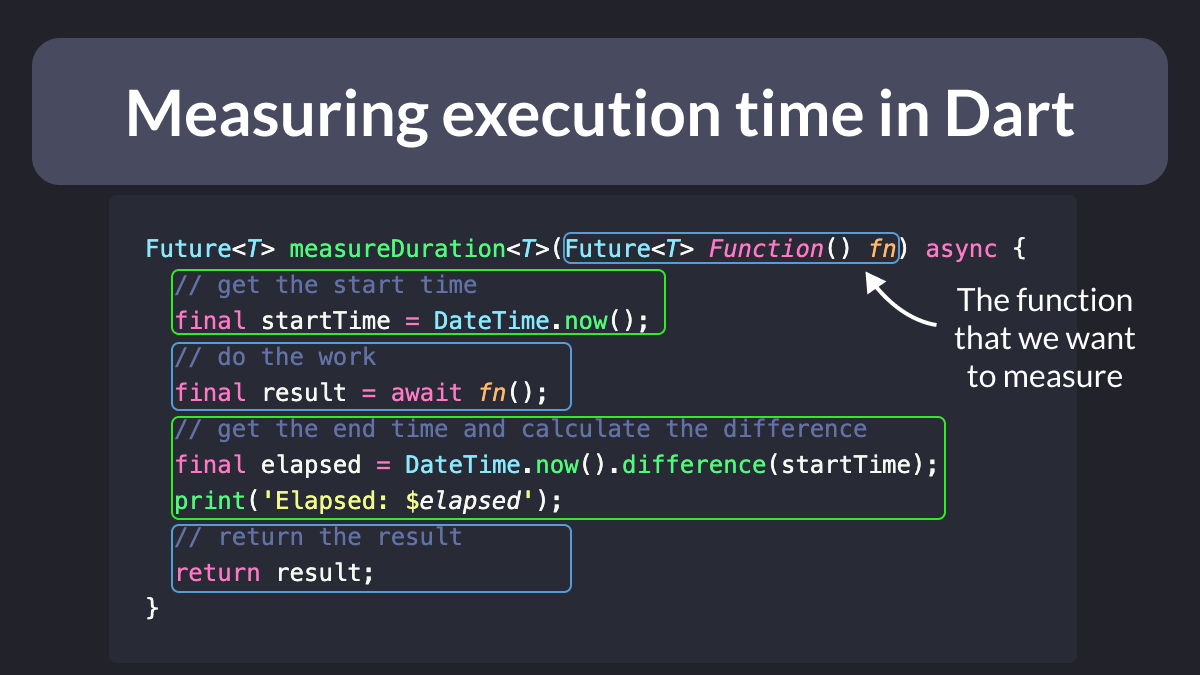 Measuring execution time in Dart
Future<T> measureDuration<T>(Future<T> Function() fn) async {
// get the start time
final startTime = DateTime.now();
// do the work
final result = await fn();
// get the end time and calculate the difference
final elapsed = DateTime.now().difference(startTime);
print('Elapsed: $elapsed');
// return the result
return result;
}
The function
that we want
to measure